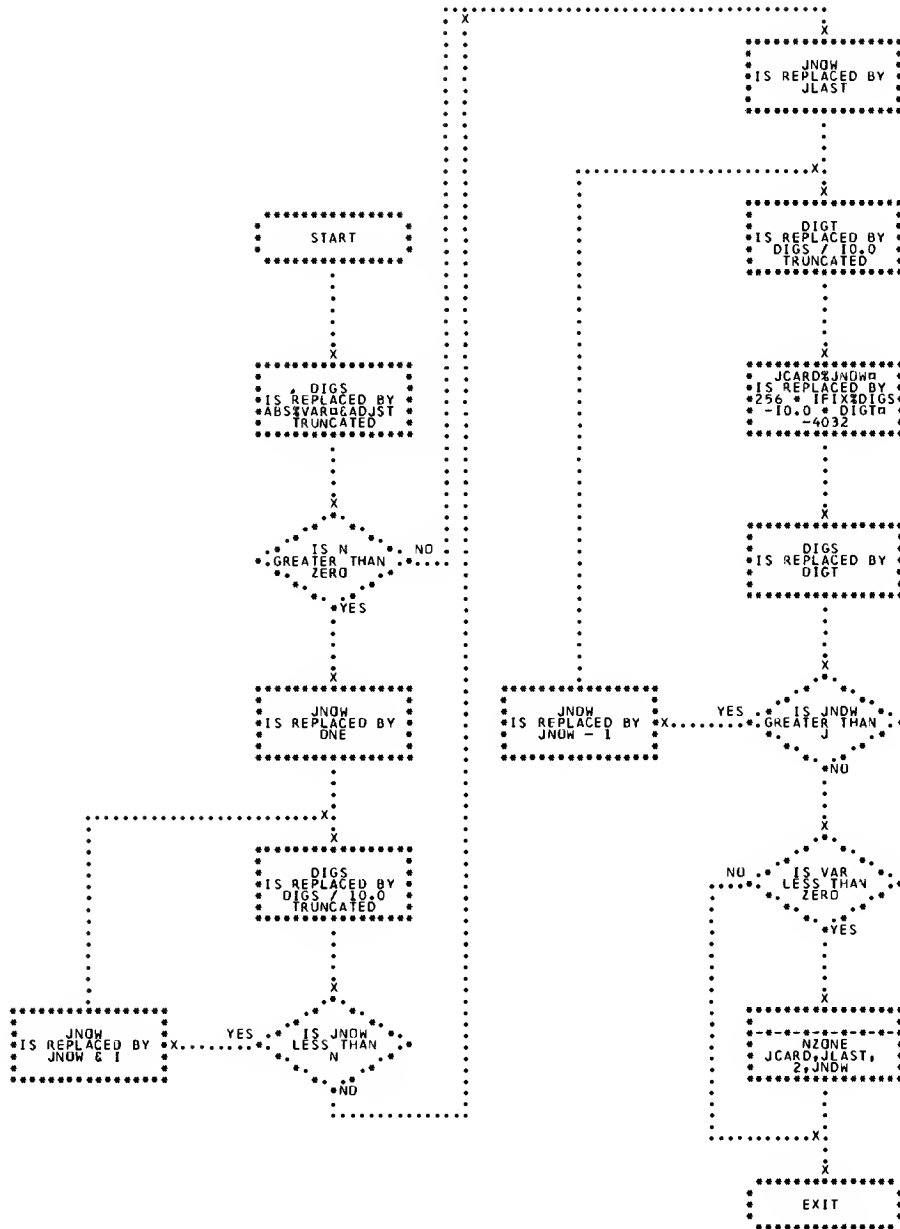 START
DIGS
IS REPLACED BY
ABS%VAR¤&ADJST
TRUNCATED
IS N
GREATER THAN
ZERO
NO
YES
JNOW
IS REPLACED BY
ONE
DIGS
IS REPLACED BY
DIGS / 10.0
TRUNCATED
IS JNOW
LESS THAN
N
YES
NO
JNOW
IS REPLACED BY
JNOW & 1
JNOW
IS REPLACED BY
JLAST
DIGT
IS REPLACED BY
DIGS / 10.0
TRUNCATED
JCARD%JNOW¤
IS REPLACED BY
256 * IFIX%DIGS
-10.0 * DIGT¤
-4032
DIGS
IS REPLACED BY
DIGT
IS JNOW
GREATER THAN
J
YES
NO
JNOW
IS REPLACED BY
JNOW - 1
IS VAR
LESS THAN
ZERO
NO
YES
NZONE
JCARD,JLAST,
2,JNOW
EXIT